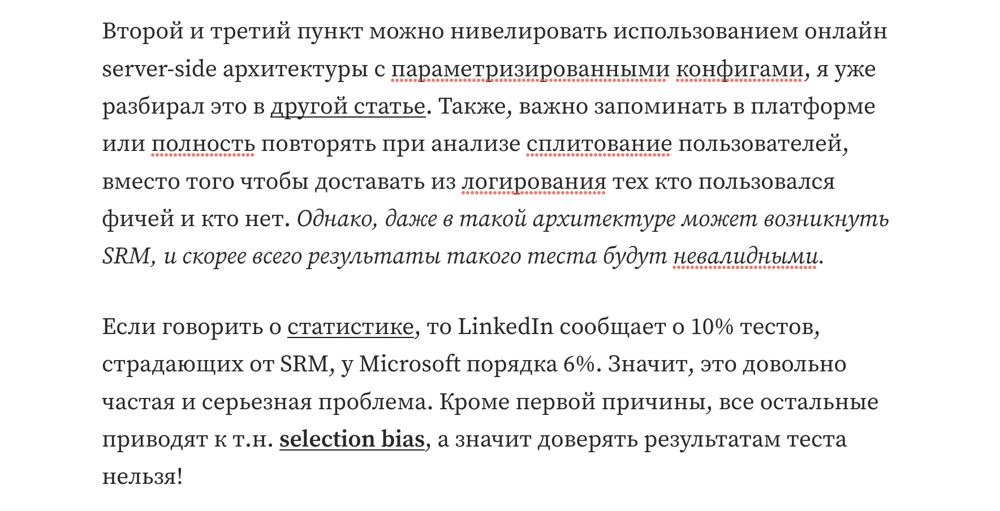 Второй и третий пункт можно нивелировать использованием онлайн
server-side архитектуры с параметризированными конфигами, я уже
разбирал это в другой статье. Также, важно запоминать в платформе
или полность повторять при анализе сплитование пользователей,
вместо того чтобы доставать из логирования тех кто пользовался
фичей и кто нет. Однако, даже в такой архитектуре может возникнуть
SRM, и скорее всего результаты такого теста будут невалидными.
Если говорить о статистике, то LinkedIn сообщает о 10% тестов,
страдающих от SRM, у Microsoft порядка 6%. Значит, это довольно
частая и серьезная проблема. Кроме первой причины, все остальные
приводят к т.н. selection bias, а значит доверять результатам теста
нельзя!